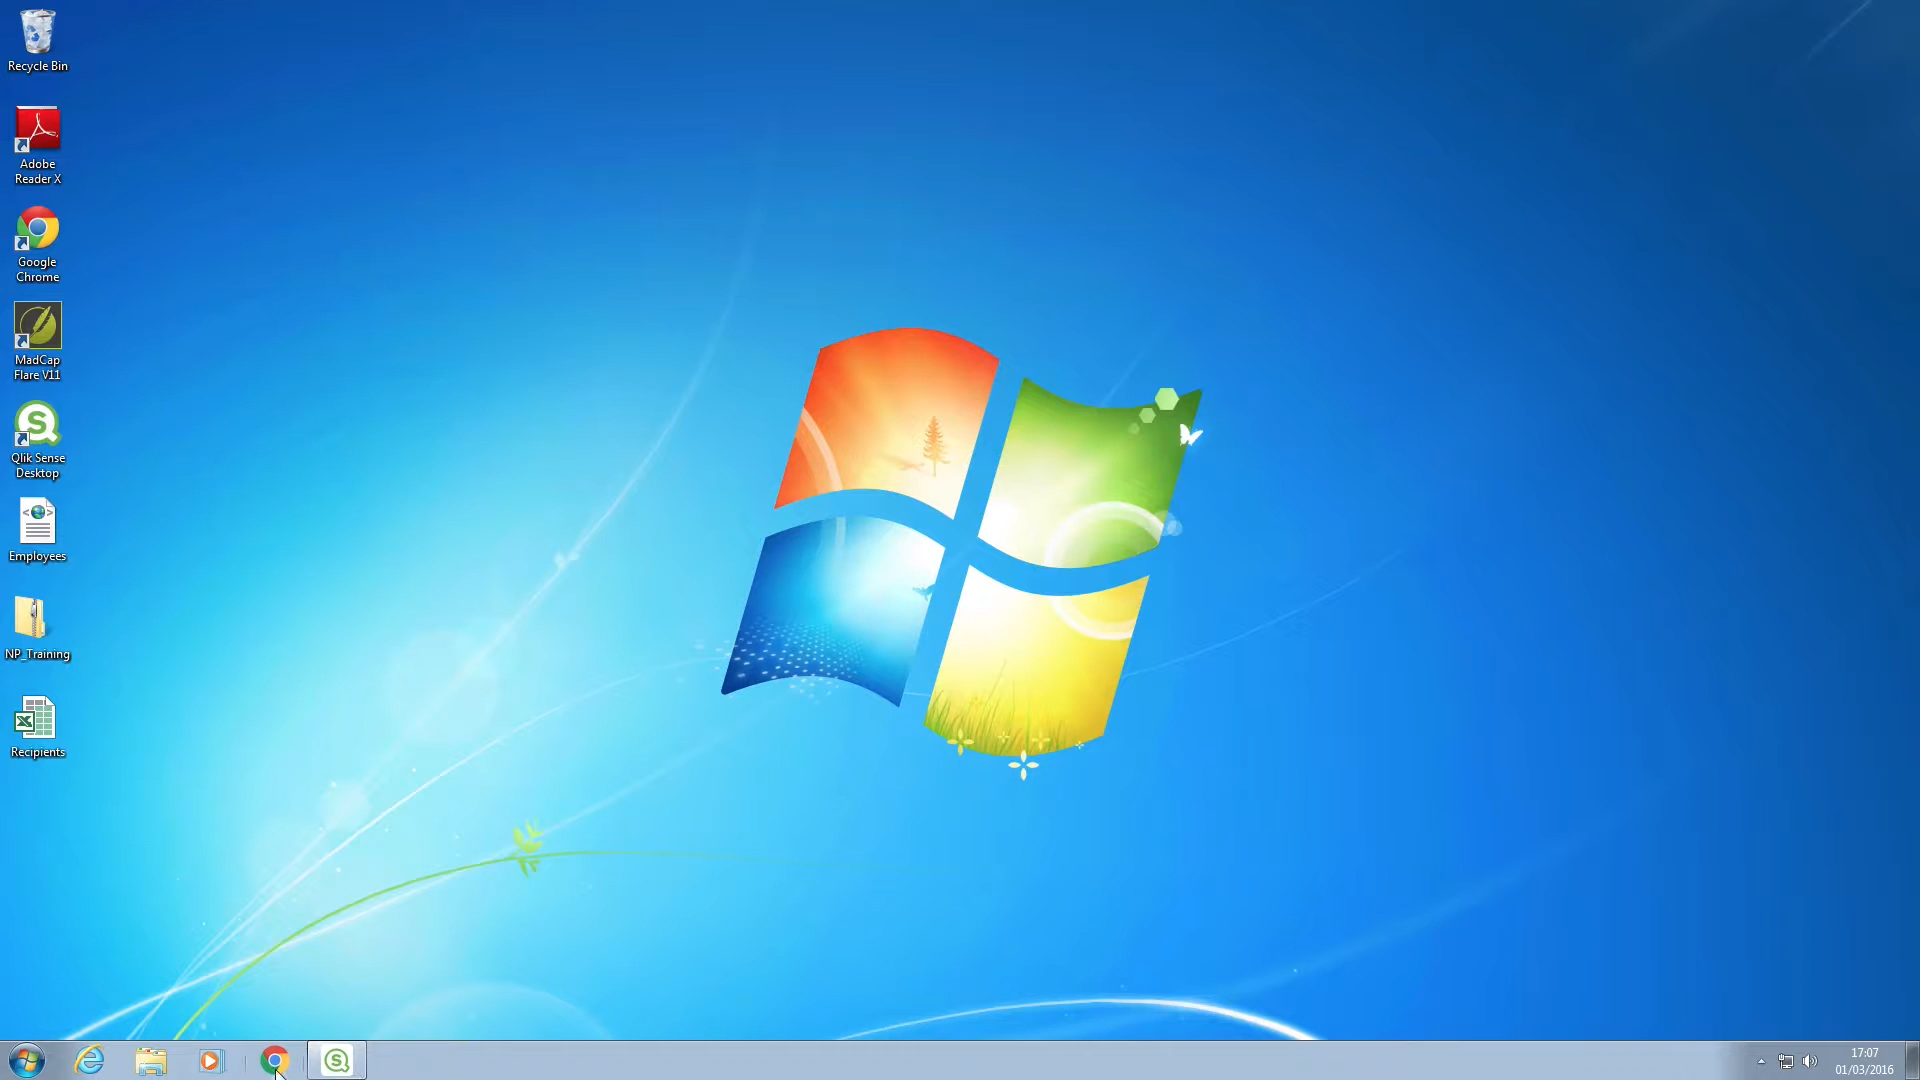 Recycle Bin
Adobe
Reader X
Google
Chrome
MadCap
Flare V11
Qlik Sense
Desktop
Employees
NP_Training
Recipients
17:07
01/03/2016